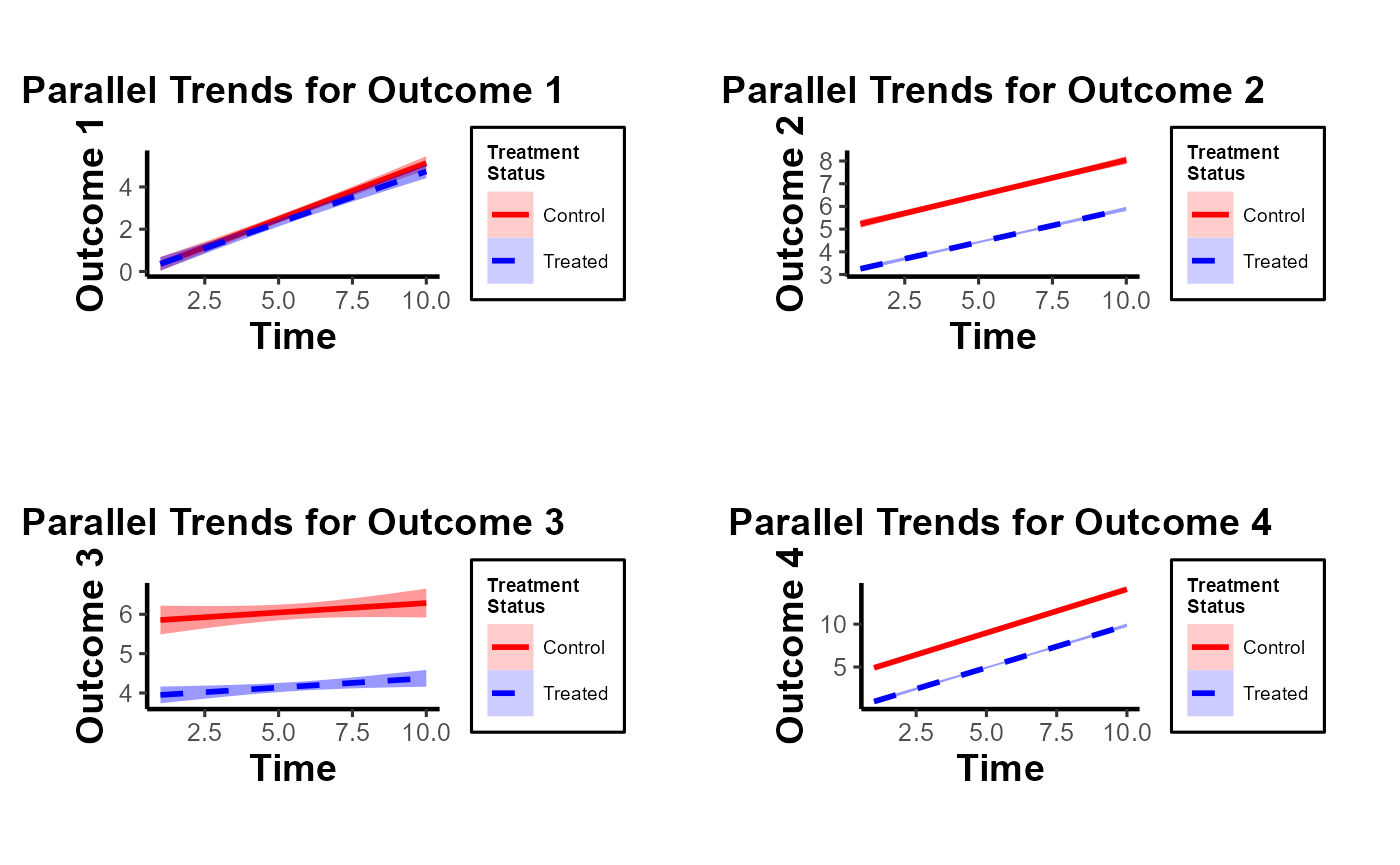 Parallel Trends for Outcome 1
Outcome 1
4
2
0
2.5 5.0 7.5 10.0
Time
Treatment
Status
Control
Treated
Parallel Trends for Outcome 2
Outcome 2
8
7
6
5
4
3
2.5 5.0 7.5 10.0
Time
Treatment
Status
Control
Treated
Parallel Trends for Outcome 3
Outcome 3
6
5
4
2.5 5.0 7.5 10.0
Time
Treatment
Status
Control
Treated
Parallel Trends for Outcome 4
Outcome 4
10
5
2.5 5.0 7.5 10.0
Time
Treatment
Status
Control
Treated